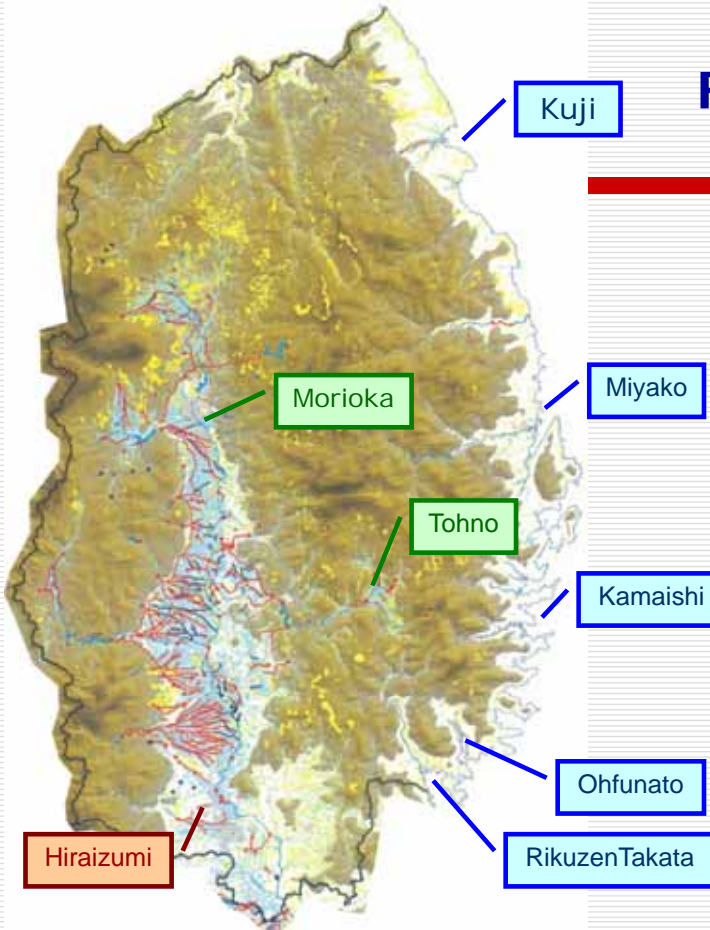 Kuji
Miyako
Morioka
Tohno
Kamaishi
Ohfunato
Hiraizumi
RikuzenTakata